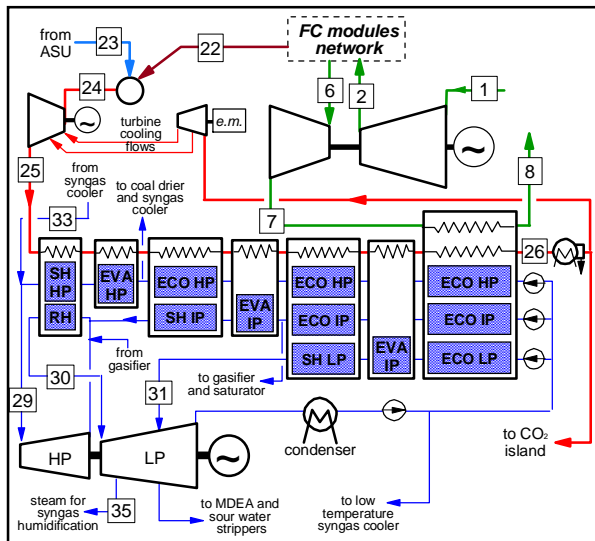 from
ASU
23
22
FC modules
network
24
6
2
1
e.m.
turbine
cooling
flows
25
from
syngas
cooler
to coal drier
and syngas
cooler
8
33
7
26
SH
HP
RH
EVA
HP
ECO HP
SH IP
EVA
IP
ECO HP
ECO IP
SH LP
EVA
IP
ECO HP
ECO IP
ECO LP
from
gasifier
30
31
29
to gasifier
and saturator
HP
LP
condenser
to CO₂
island
steam for
syngas
humidification
35
to MDEA and
sour water
strippers
to low
temperature
syngas cooler